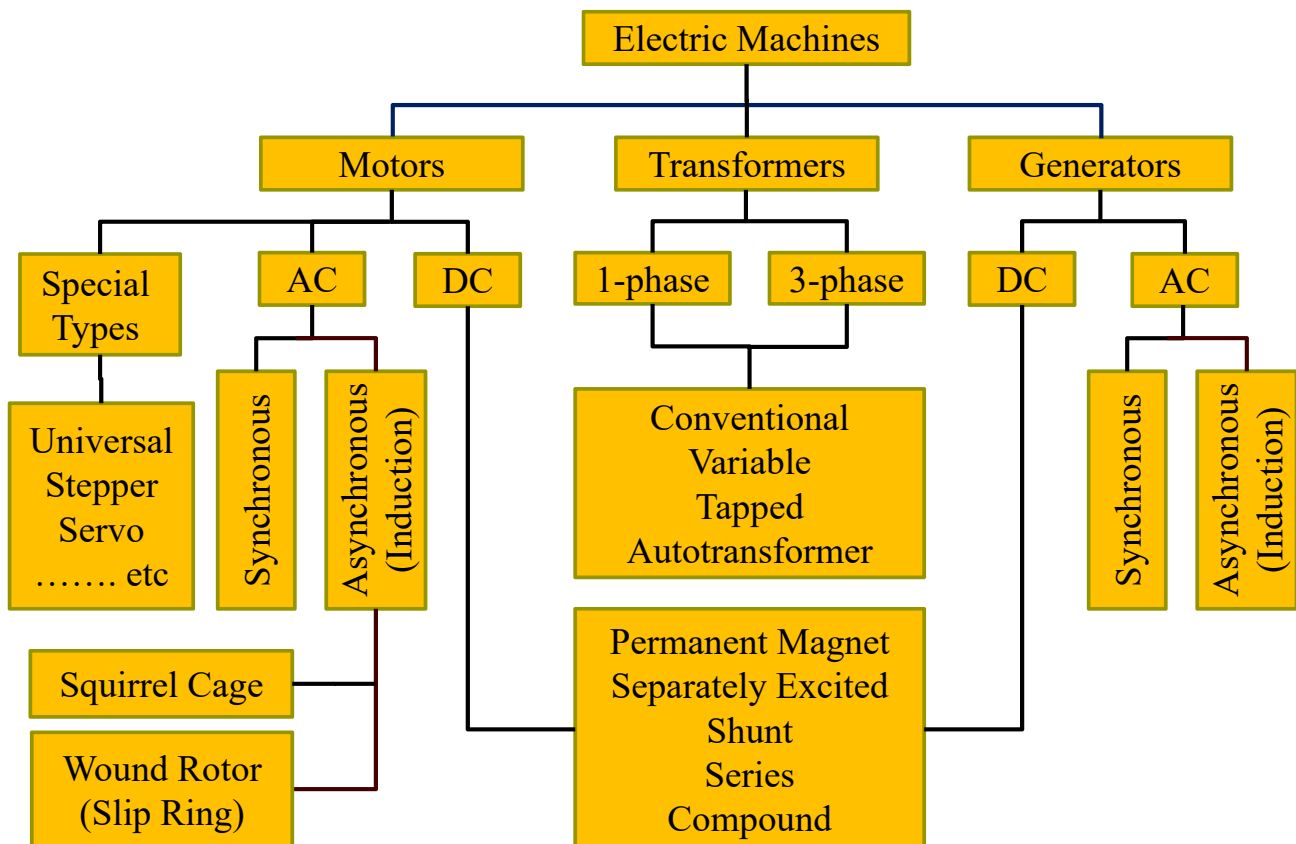 Electric Machines
Motors
Transformers
Generators
Special
Types
AC
DC
1-phase
3-phase
DC
AC
Universal
Stepper
Servo
……. etc
Synchronous
Asynchronous
(Induction)
Conventional
Variable
Tapped
Autotransformer
Synchronous
Asynchronous
(Induction)
Squirrel Cage
Wound Rotor
(Slip Ring)
Permanent Magnet
Separately Excited
Shunt
Series
Compound